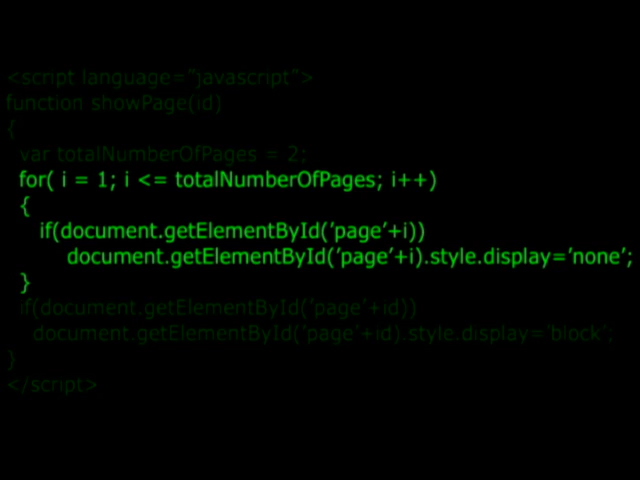 <script language="javascript">
function showPage(id)
{
var totalNumberOfPages = 2;
for( i = 1; i <= totalNumberOfPages; i++)
{
if(document.getElementById('page'+i))
document.getElementById('page'+i).style.display='none';
}
if(document.getElementById('page'+id))
document.getElementById('page'+id).style.display='block';
}
</script>